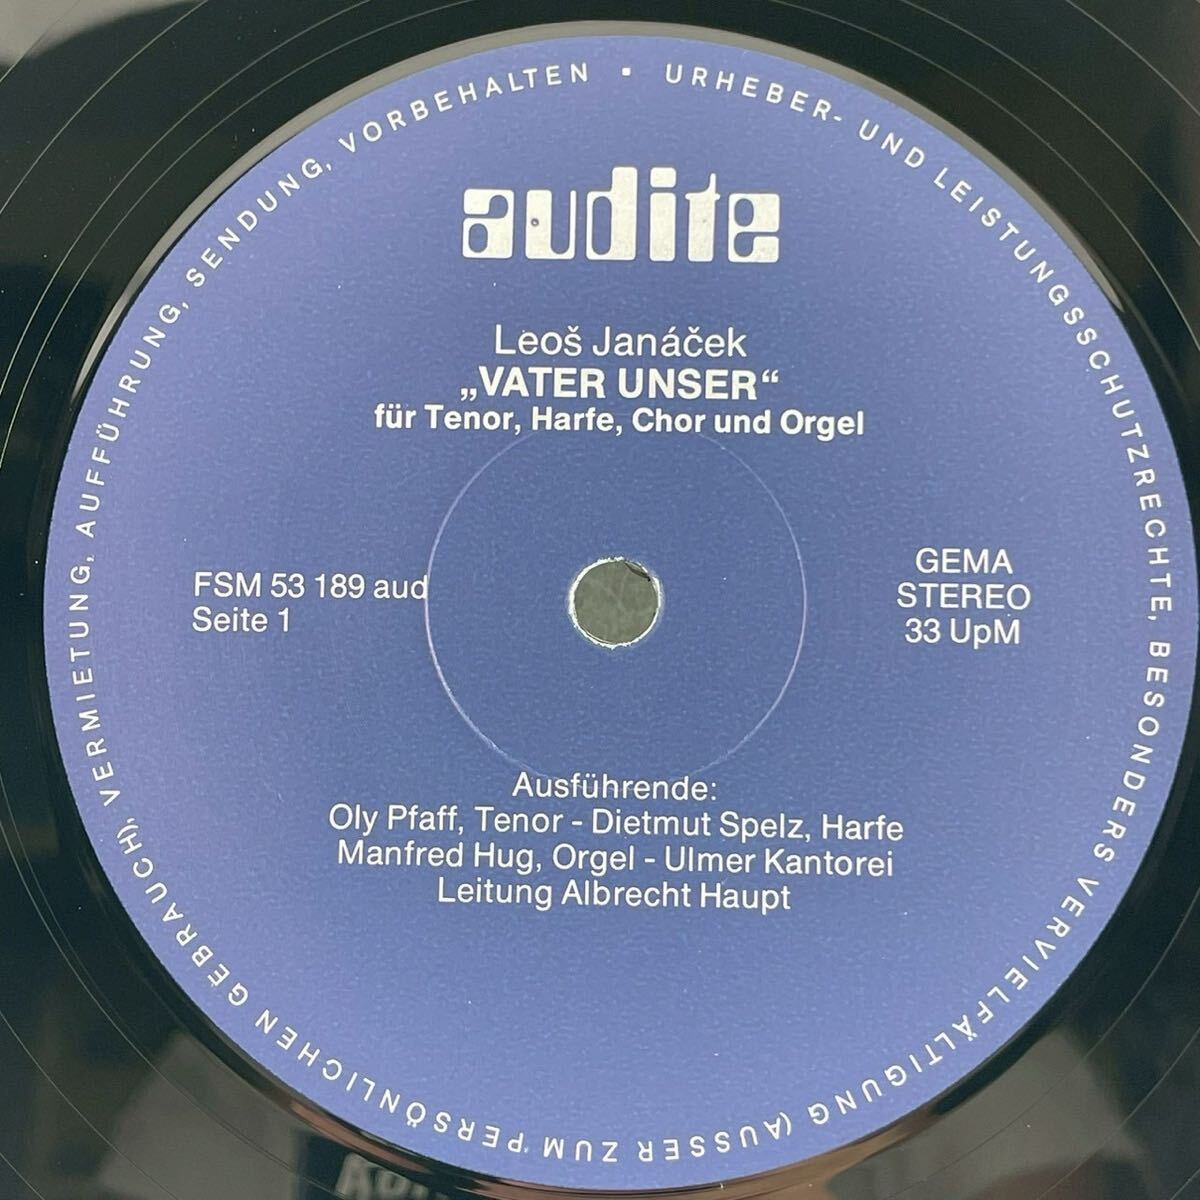 audite
Leoš Janáček
„VATER UNSER“
für Tenor, Harfe, Chor und Orgel
FSM 53 189 aud
Seite 1
GEMA
STEREO
33 UpM
Ausführende:
Oly Pfaff, Tenor - Dietmut Spelz, Harfe
Manfred Hug, Orgel - Ulmer Kantorei
Leitung Albrecht Haupt
URHEBER- UND LEISTUNGSSCHUTZRECHTE, BESONDERS VERVIELFÄLTIGUNG (AUSSER ZUM PERSÖNLICHEN GEBRAUCH), VERMIETUNG, AUFFÜHRUNG, SENDUNG, VORBEHALTEN ·